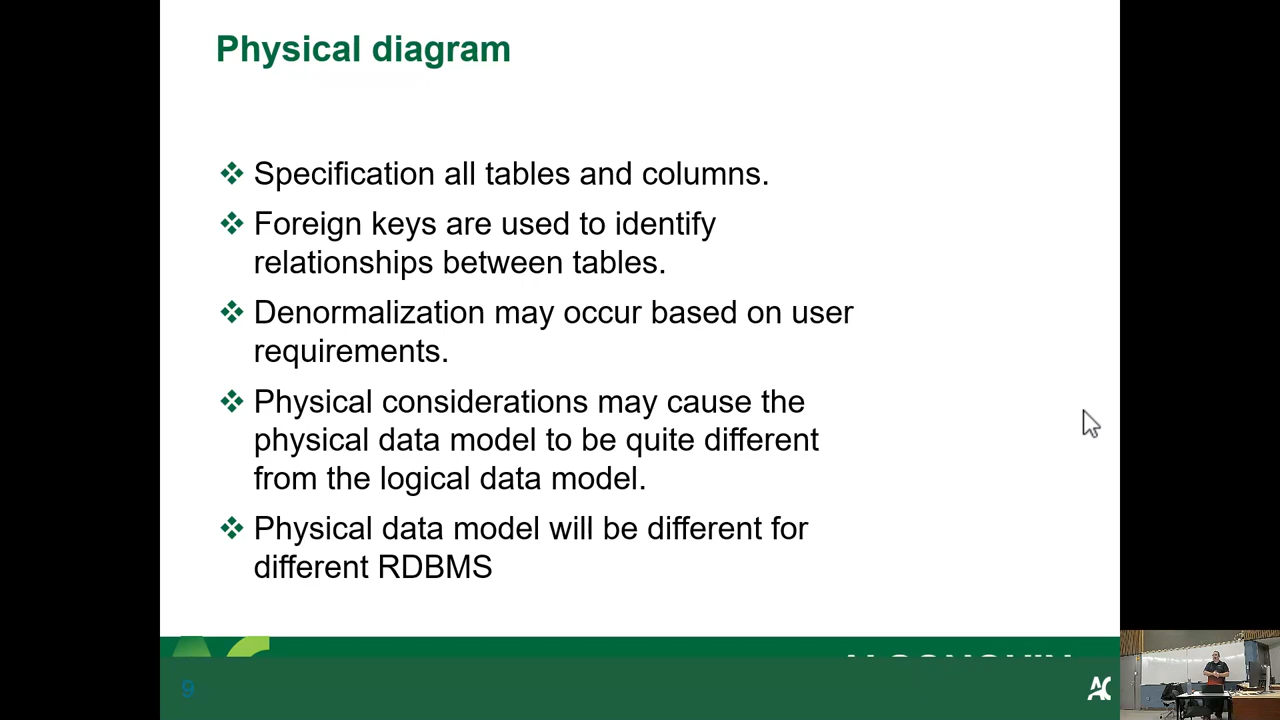 Physical diagram
Specification all tables and columns.
Foreign keys are used to identify
relationships between tables.
Denormalization may occur based on user
requirements.
Physical considerations may cause the
physical data model to be quite different
from the logical data model.
Physical data model will be different for
different RDBMS
9